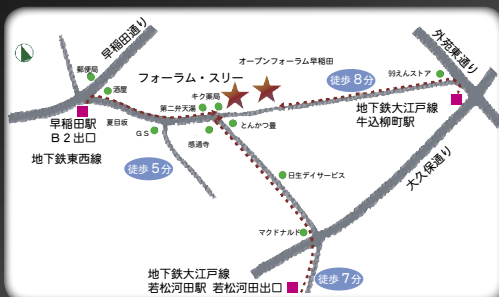 早稲田通り
外苑東通り
郵便局
酒屋
オープンフォーラム早稲田
フォーラム・スリー
徒歩8分
99えんストア
キク薬局
第二弁天湯
早稲田駅
B2出口
夏目坂
GS
とんかつ豊
地下鉄大江戸線
牛込柳町駅
地下鉄東西線
感通寺
大久保通り
徒歩5分
日生デイサービス
マクドナルド
地下鉄大江戸線
若松河田駅 若松河田出口
徒歩7分